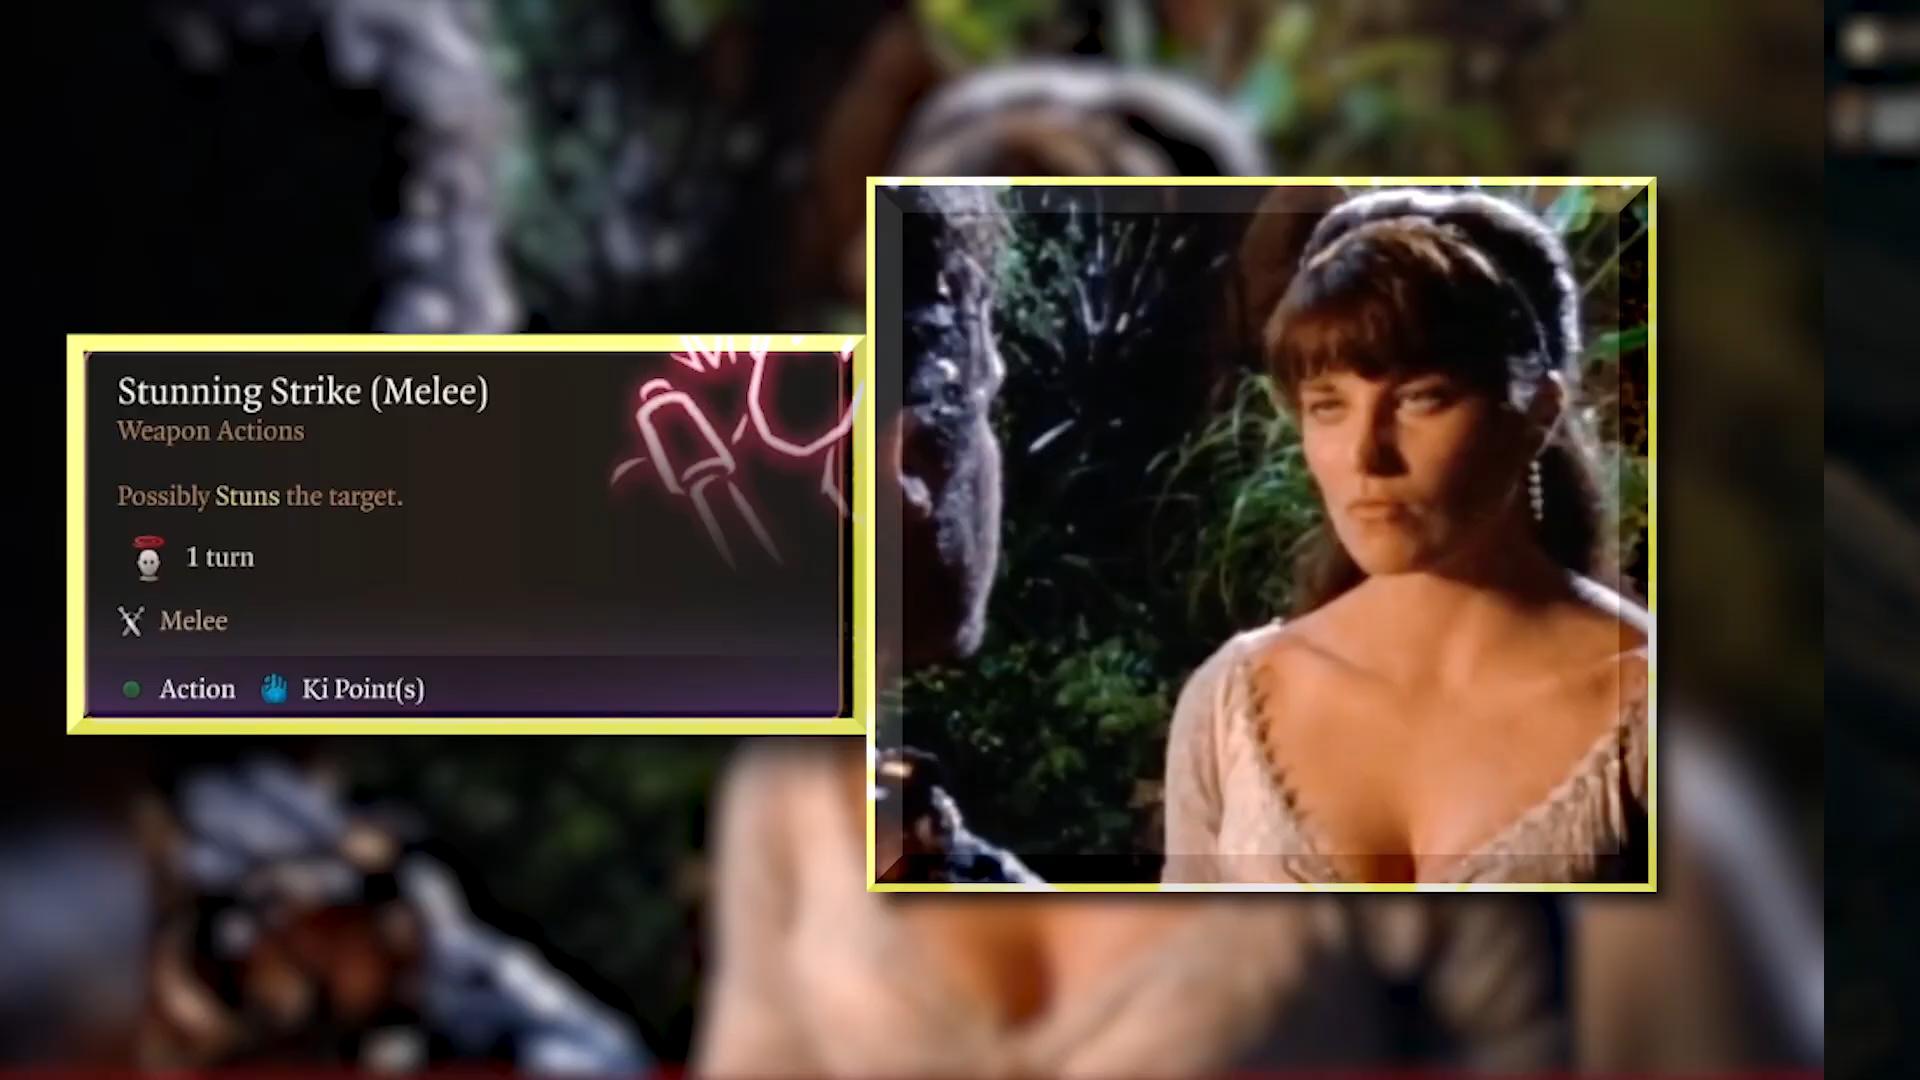 Stunning Strike (Melee)
Weapon Actions
Possibly Stuns the target.
1 turn
Melee
Action Ki Point(s)